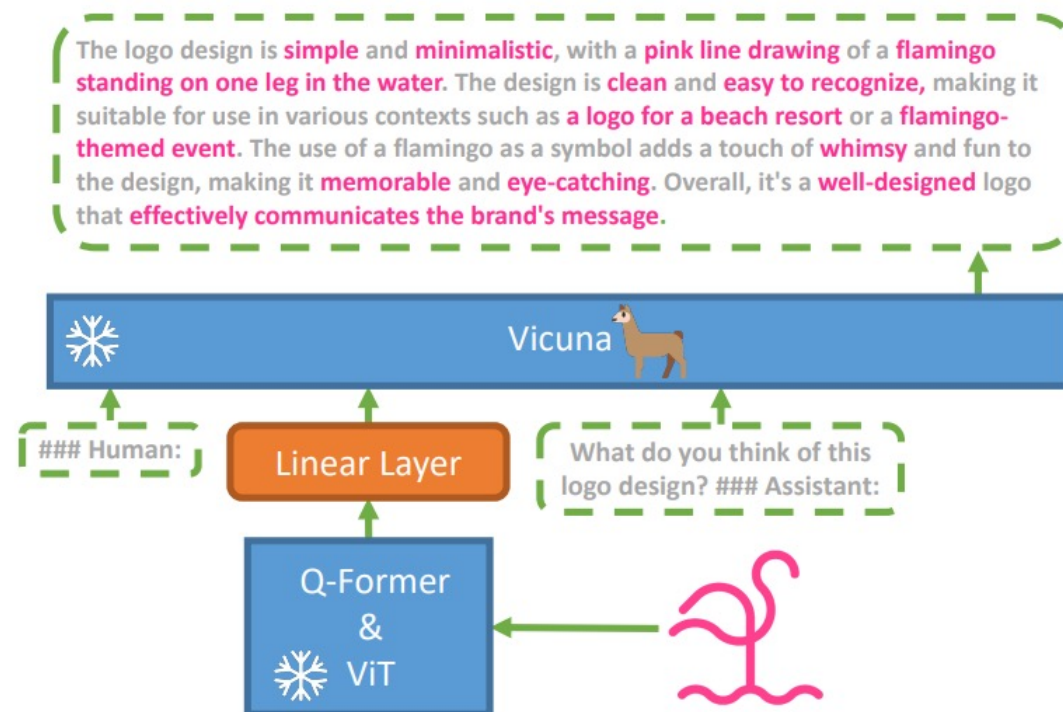 The logo design is simple and minimalistic, with a pink line drawing of a flamingo
standing on one leg in the water. The design is clean and easy to recognize, making it
suitable for use in various contexts such as a logo for a beach resort or a flamingo-
themed event. The use of a flamingo as a symbol adds a touch of whimsy and fun to
the design, making it memorable and eye-catching. Overall, it's a well-designed logo
that effectively communicates the brand's message.
Vicuna
### Human:
Linear Layer
What do you think of this
logo design? ### Assistant:
Q-Former
&
ViT